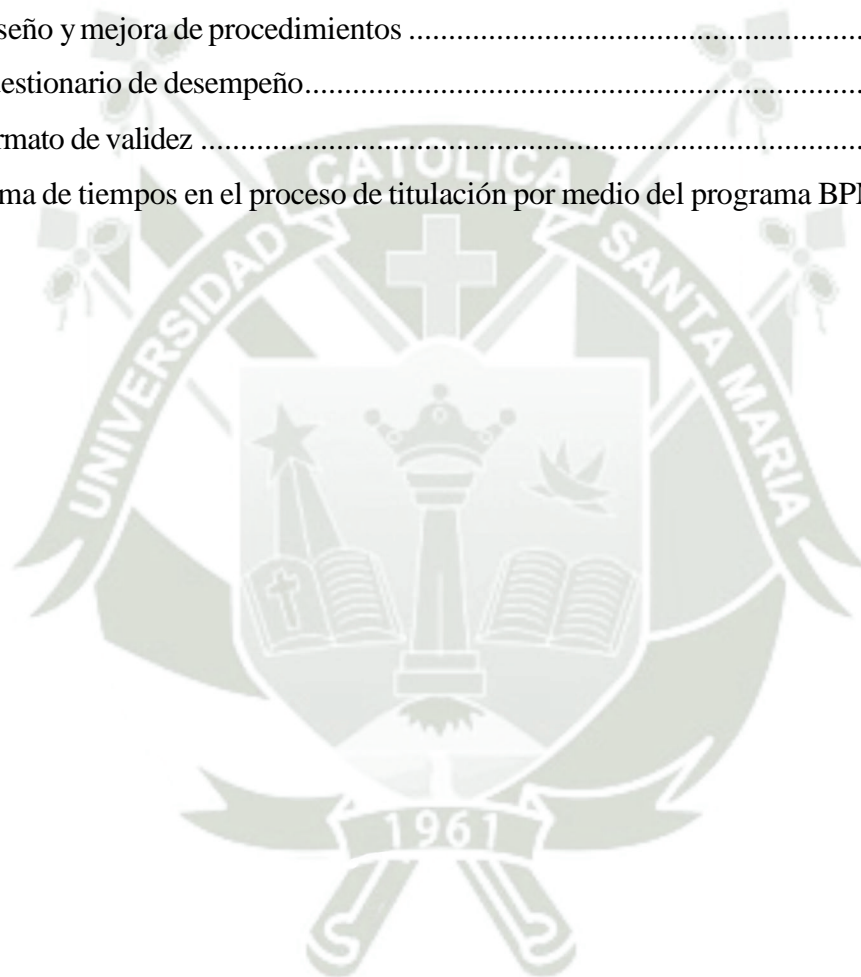 seño y mejora de procedimientos ....................................................
uestionario de desempeño................................................................
rmato de validez ..............................................................................
ma de tiempos en el proceso de titulación por medio del programa BP
UNIVERSIDAD CATOLICA SANTA MARIA
1961